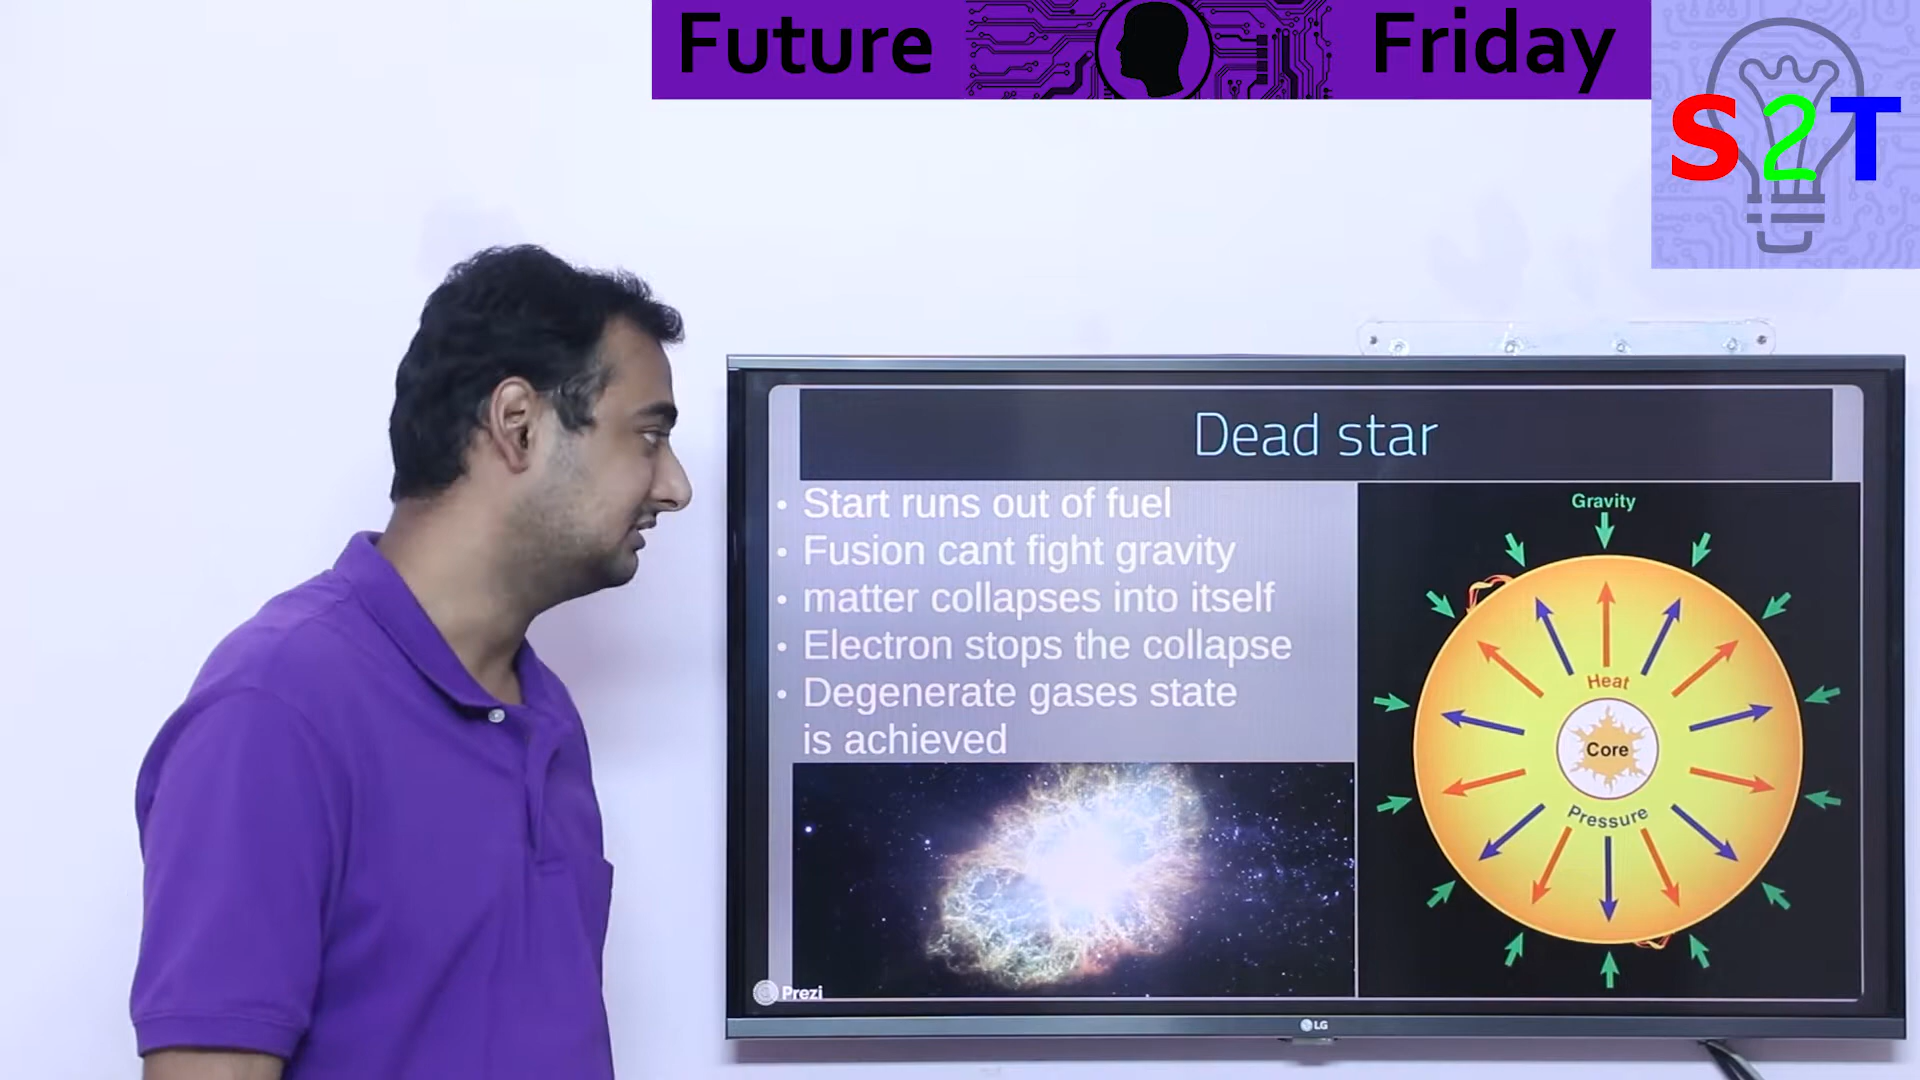 Future Friday
S2T
Dead star
• Start runs out of fuel
• Fusion cant fight gravity
• matter collapses into itself
• Electron stops the collapse
• Degenerate gases state
is achieved
Gravity
Heat
Core
Pressure
Prezi
LG